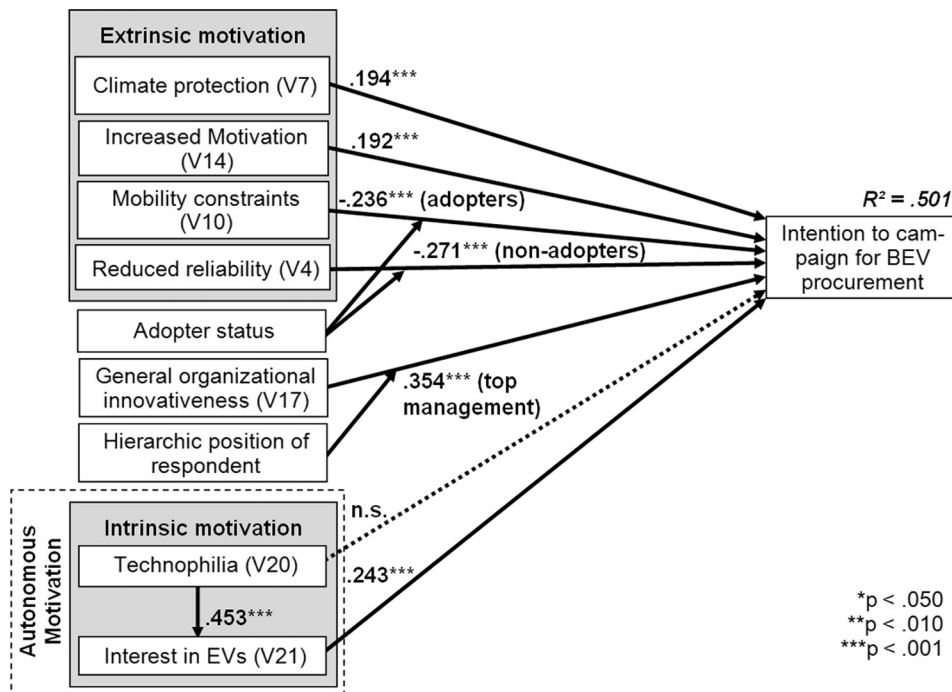 Extrinsic motivation
Climate protection (V7)
.194***
Increased Motivation
(V14)
.192***
Mobility constraints
(V10)
-.236*** (adopters)
Reduced reliability (V4)
-.271*** (non-adopters)
R² = .501
Intention to cam-
paign for BEV
procurement
Adopter status
General organizational
innovativeness (V17)
.354*** (top
management)
Hierarchic position of
respondent
Autonomous
Motivation
Intrinsic motivation
n.s.
Technophilia (V20)
.243***
.453***
Interest in EVs (V21)
*p < .050
**p < .010
***p < .001